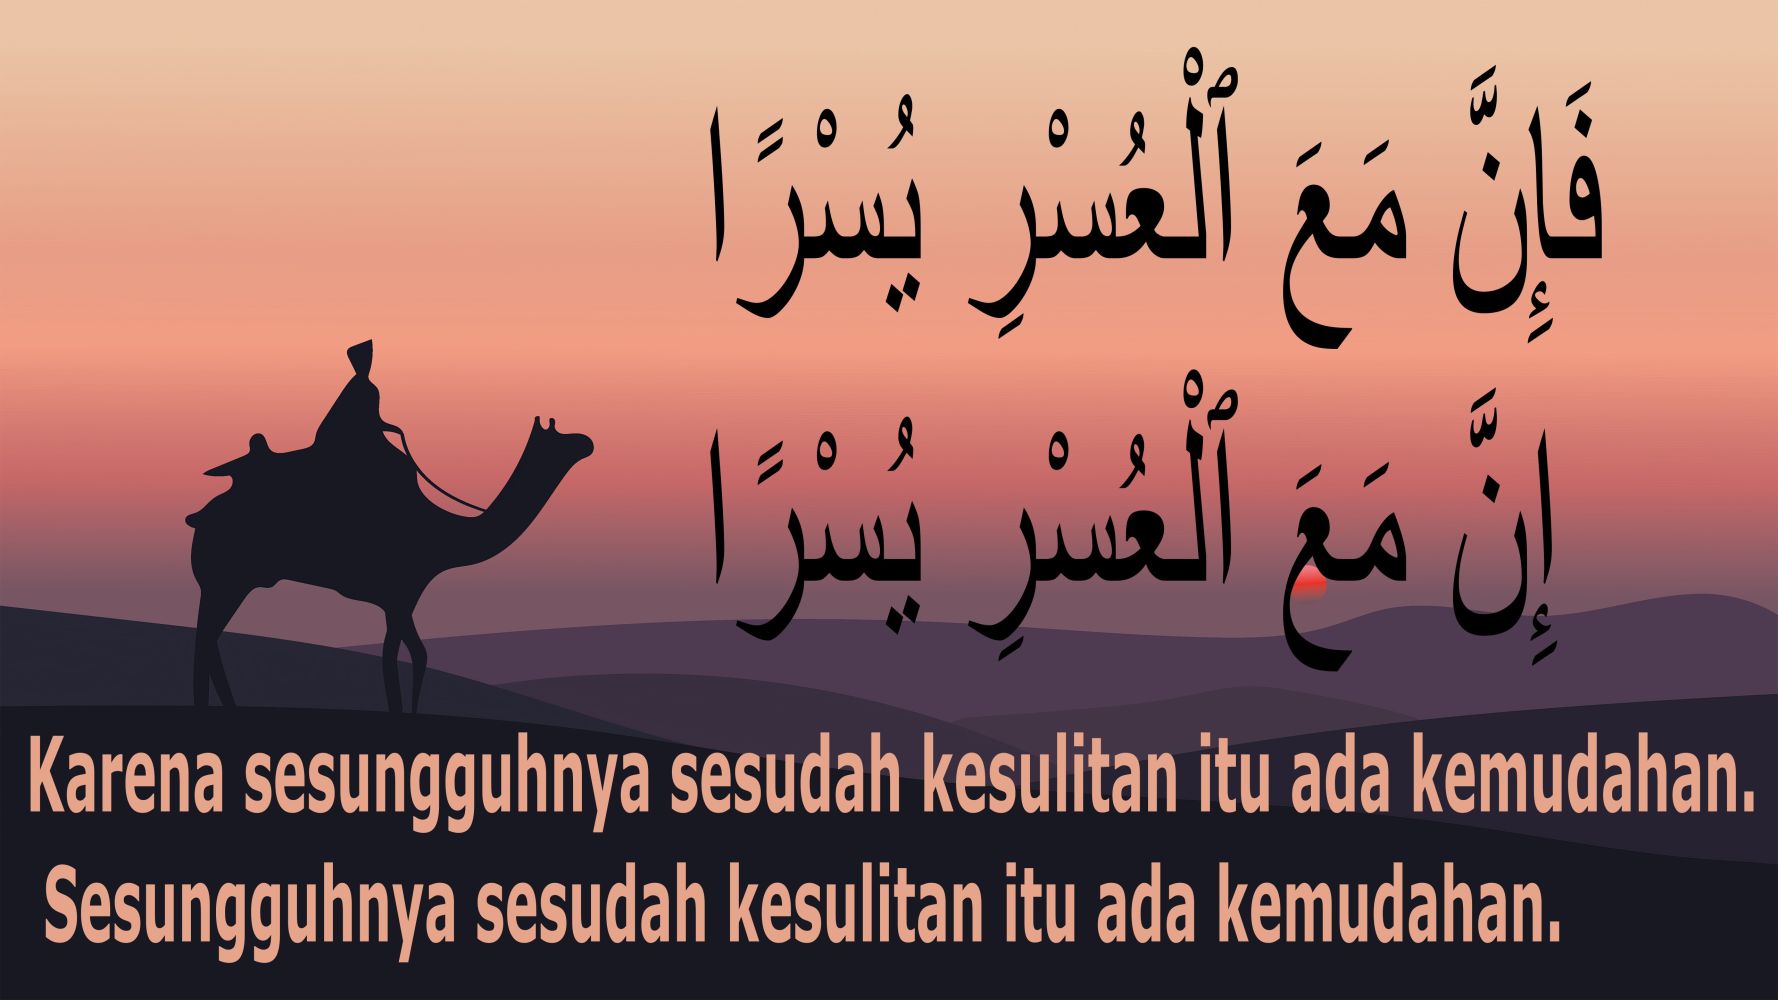 فَإِنَّ مَعَ ٱلْعُسْرِ يُسْرًا
إِنَّ مَعَ ٱلْعُسْرِ يُسْرًا
Karena sesungguhnya sesudah kesulitan itu ada kemudahan.
Sesungguhnya sesudah kesulitan itu ada kemudahan.